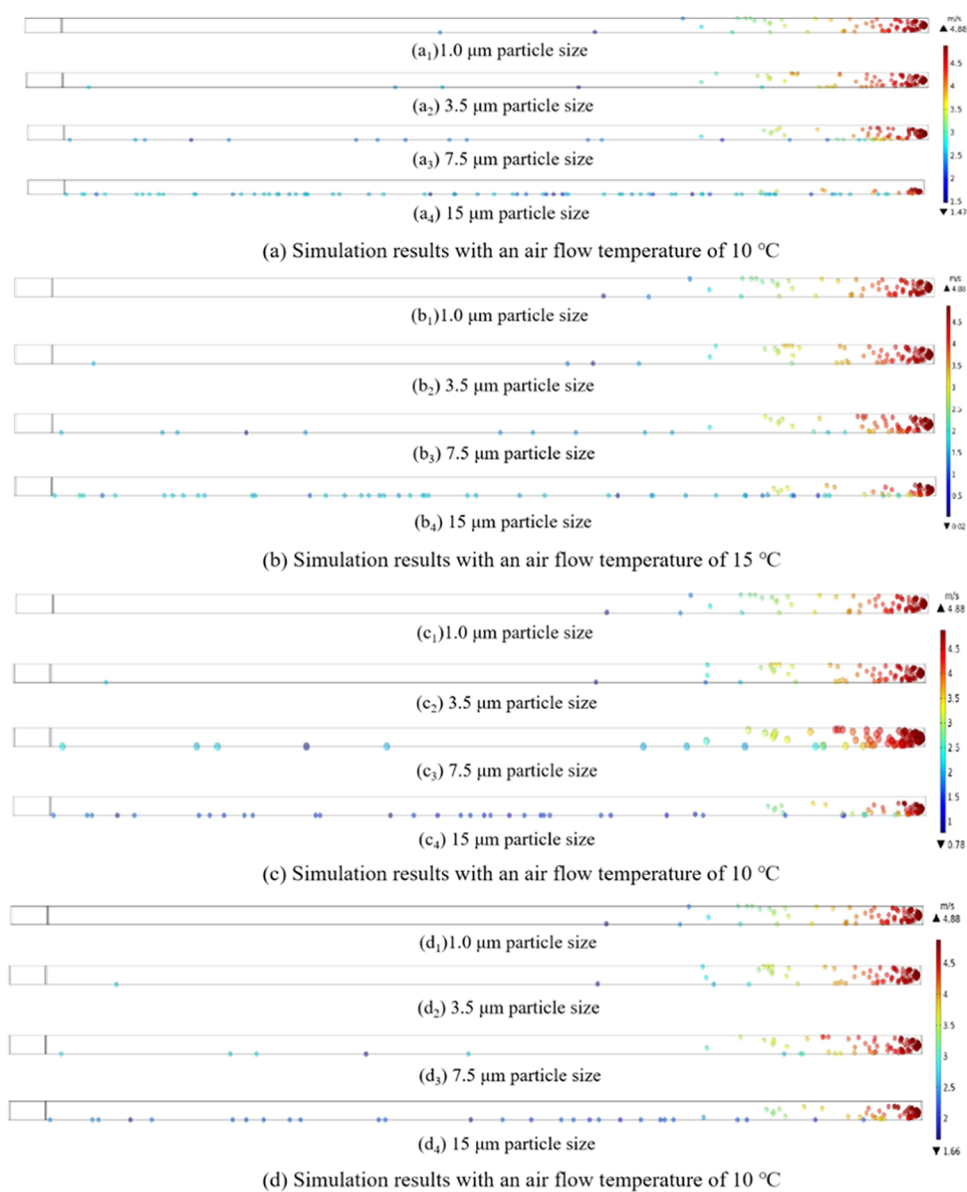 m/s
▲ 4.88
(a₁)1.0 μm particle size
4.5
(a₂) 3.5 μm particle size
4
3.5
3
(a₃) 7.5 μm particle size
2.5
2
1.5
(a₄) 15 μm particle size
▼ 1.47
(a) Simulation results with an air flow temperature of 10 °C
m/s
▲ 4.88
(b₁)1.0 μm particle size
4.5
4
3.5
(b₂) 3.5 μm particle size
3
2.5
2
(b₃) 7.5 μm particle size
1.5
1
0.5
(b₄) 15 μm particle size
▼ 0.02
(b) Simulation results with an air flow temperature of 15 °C
m/s
▲ 4.88
(c₁)1.0 μm particle size
4.5
4
(c₂) 3.5 μm particle size
3.5
3
2.5
(c₃) 7.5 μm particle size
2
1.5
1
(c₄) 15 μm particle size
▼ 0.78
(c) Simulation results with an air flow temperature of 10 °C
m/s
▲ 4.88
(d₁)1.0 μm particle size
4.5
4
(d₂) 3.5 μm particle size
3.5
3
(d₃) 7.5 μm particle size
2.5
2
(d₄) 15 μm particle size
▼ 1.66
(d) Simulation results with an air flow temperature of 10 °C